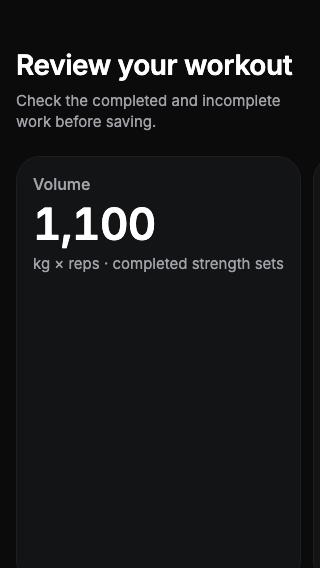 Review your workout
Check the completed and incomplete
work before saving.
Volume
1,100
kg × reps · completed strength sets